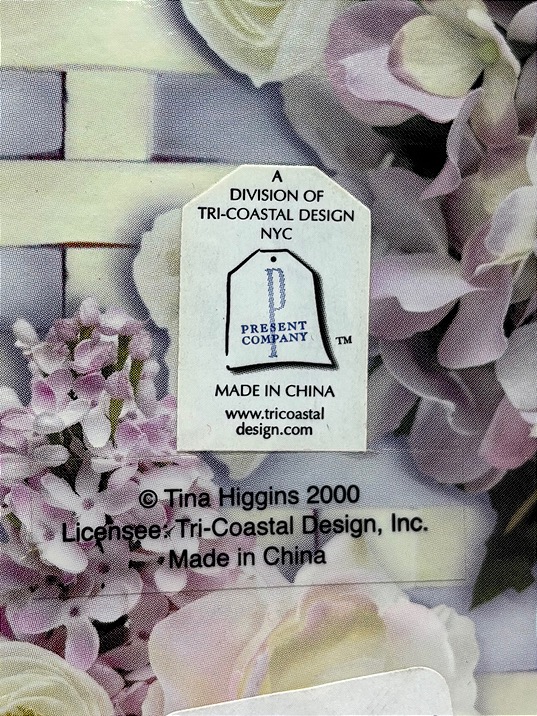 A
DIVISION OF
TRI-COASTAL DESIGN
NYC
P
PRESENT
COMPANY
TM
MADE IN CHINA
www.tricoastal
design.com
© Tina Higgins 2000
Licensee: Tri-Coastal Design, Inc.
Made in China